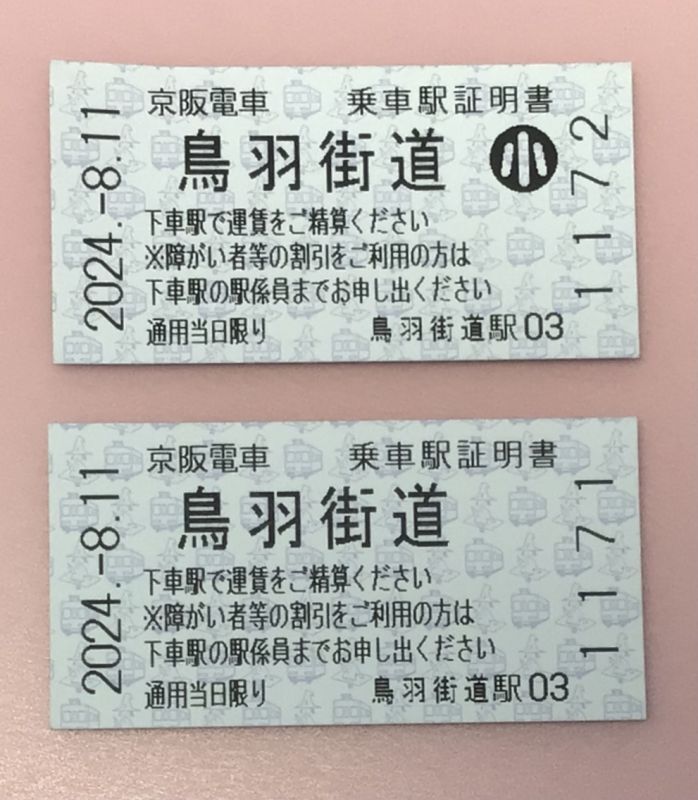 京阪電車 乗車駅証明書
鳥羽街道 小
下車駅で運賃をご精算ください
※障がい者等の割引をご利用の方は
下車駅の駅係員までお申し出ください
通用当日限り 鳥羽街道駅03
2024.-8.11
1172
京阪電車 乗車駅証明書
鳥羽街道
下車駅で運賃をご精算ください
※障がい者等の割引をご利用の方は
下車駅の駅係員までお申し出ください
通用当日限り 鳥羽街道駅03
2024.-8.11
1171